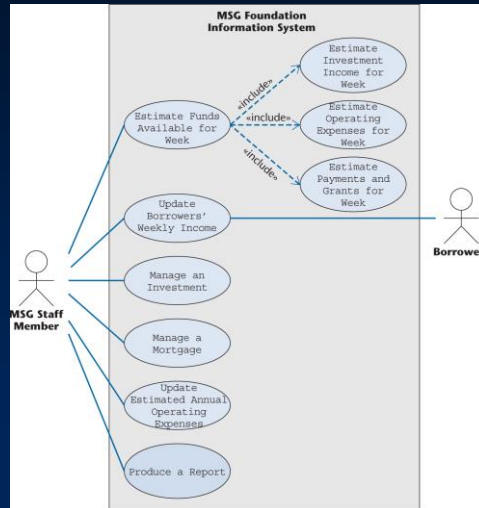 MSG Foundation
Information System
Estimate
Investment
Income for
Week
«include»
Estimate Funds
Available for
Week
«include»
Estimate
Operating
Expenses for
Week
«include»
Estimate
Payments and
Grants for
Week
Update
Borrowers'
Weekly Income
Borrowe
Manage an
Investment
MSG Staff
Member
Manage a
Mortgage
Update
Estimated Annual
Operating
Expenses
Produce a Report